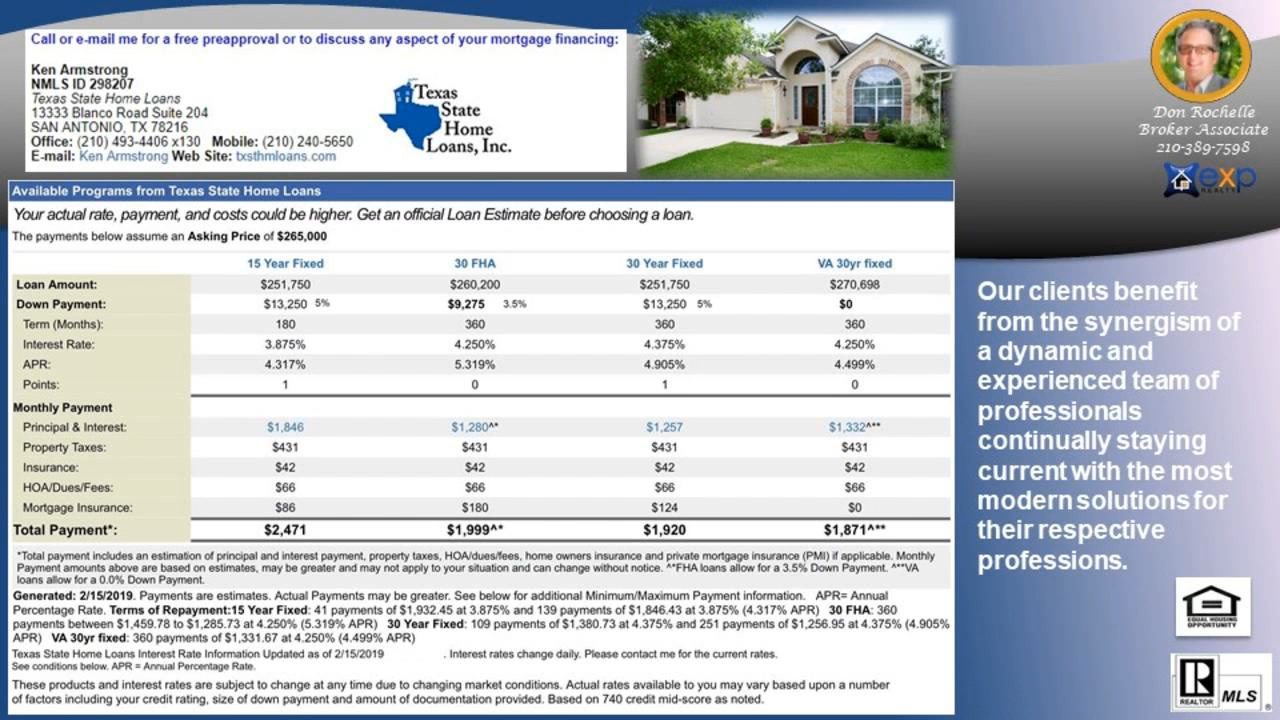 Call or e-mail me for a free preapproval or to discuss any aspect of your mortgage financing:
Ken Armstrong
NMLS ID 298207
Texas State Home Loans
13333 Blanco Road Suite 204
SAN ANTONIO, TX 78216
Office: (210) 493-4406 x130 Mobile: (210) 240-5650
E-mail: Ken Armstrong Web Site: txsthmloans.com
Texas
State
Home
Loans, Inc.
Don Rochelle
Broker Associate
210-389-7598
exp
REALTY
Available Programs from Texas State Home Loans
Your actual rate, payment, and costs could be higher. Get an official Loan Estimate before choosing a loan.
The payments below assume an Asking Price of $265,000
15 Year Fixed 30 FHA 30 Year Fixed VA 30yr fixed
Loan Amount: $251,750 $260,200 $251,750 $270,698
Down Payment: $13,250 5% $9,275 3.5% $13,250 5% $0
Term (Months): 180 360 360 360
Interest Rate: 3.875% 4.250% 4.375% 4.250%
APR: 4.317% 5.319% 4.905% 4.499%
Points: 1 0 1 0
Monthly Payment
Principal & Interest: $1,846 $1,280^* $1,257 $1,332^**
Property Taxes: $431 $431 $431 $431
Insurance: $42 $42 $42 $42
HOA/Dues/Fees: $66 $66 $66 $66
Mortgage Insurance: $86 $180 $124 $0
Total Payment*: $2,471 $1,999^* $1,920 $1,871^**
*Total payment includes an estimation of principal and interest payment, property taxes, HOA/dues/fees, home owners insurance and private mortgage insurance (PMI) if applicable. Monthly
Payment amounts above are based on estimates, may be greater and may not apply to your situation and can change without notice. ^*FHA loans allow for a 3.5% Down Payment. ^**VA
loans allow for a 0.0% Down Payment.
Generated: 2/15/2019. Payments are estimates. Actual Payments may be greater. See below for additional Minimum/Maximum Payment information. APR= Annual
Percentage Rate. Terms of Repayment:15 Year Fixed: 41 payments of $1,932.45 at 3.875% and 139 payments of $1,846.43 at 3.875% (4.317% APR) 30 FHA: 360
payments between $1,459.78 to $1,285.73 at 4.250% (5.319% APR) 30 Year Fixed: 109 payments of $1,380.73 at 4.375% and 251 payments of $1,256.95 at 4.375% (4.905%
APR) VA 30yr fixed: 360 payments of $1,331.67 at 4.250% (4.499% APR)
Texas State Home Loans Interest Rate Information Updated as of 2/15/2019 . Interest rates change daily. Please contact me for the current rates.
See conditions below. APR = Annual Percentage Rate.
These products and interest rates are subject to change at any time due to changing market conditions. Actual rates available to you may vary based upon a number
of factors including your credit rating, size of down payment and amount of documentation provided. Based on 740 credit mid-score as noted.
Our clients benefit
from the synergism of
a dynamic and
experienced team of
professionals
continually staying
current with the most
modern solutions for
their respective
professions.
EQUAL HOUSING
OPPORTUNITY
R
REALTOR MLS ®